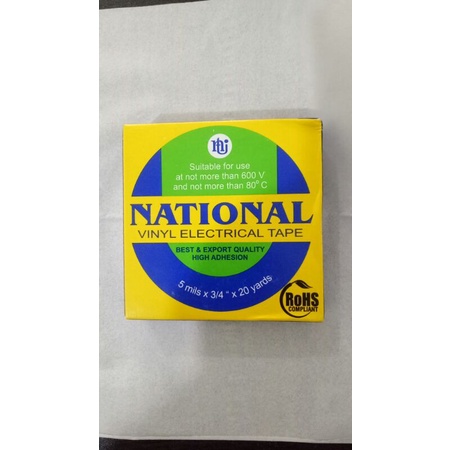 Suitable for use
at not more than 600 V
and not more than 80° C
NATIONAL
VINYL ELECTRICAL TAPE
BEST & EXPORT QUALITY
HIGH ADHESION
5 mils x 3/4 " x 20 yards
RoHS
COMPLIANT